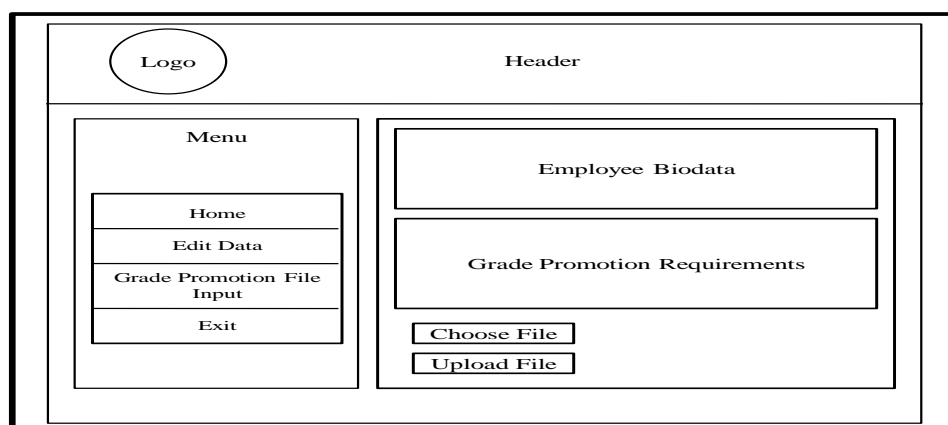 Logo
Header
Menu
Home
Edit Data
Grade Promotion File
Input
Exit
Employee Biodata
Grade Promotion Requirements
Choose File
Upload File